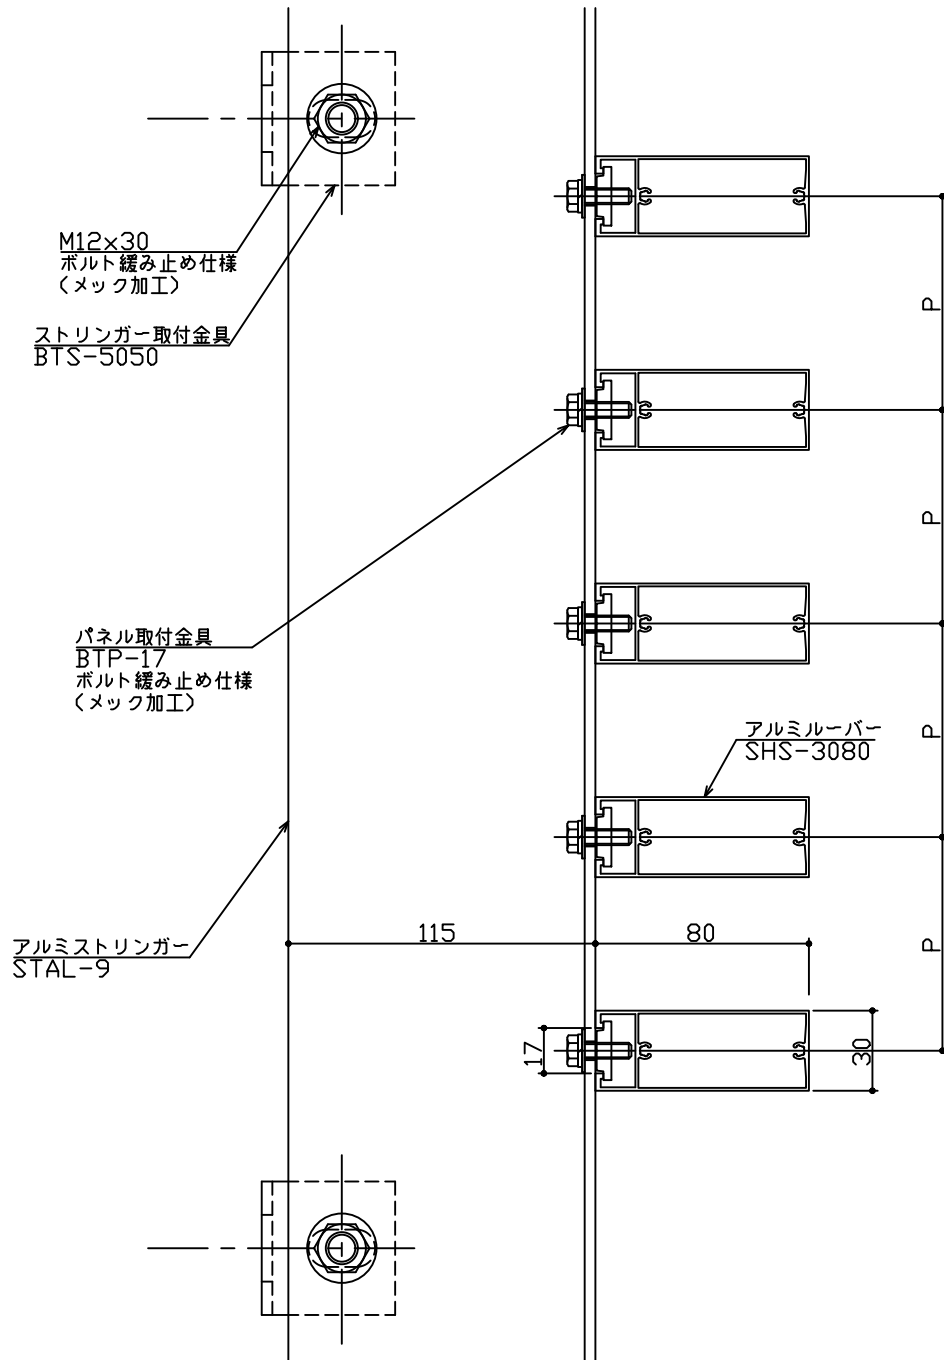 M12×30
ボルト緩み止め仕様
(メック加工)
ストリンガー取付金具
BTS-5050
P
P
パネル取付金具
BTP-17
ボルト緩み止め仕様
(メック加工)
アルミルーバー
SHS-3080
P
アルミストリンガー
STAL-9
115
80
P
17
30